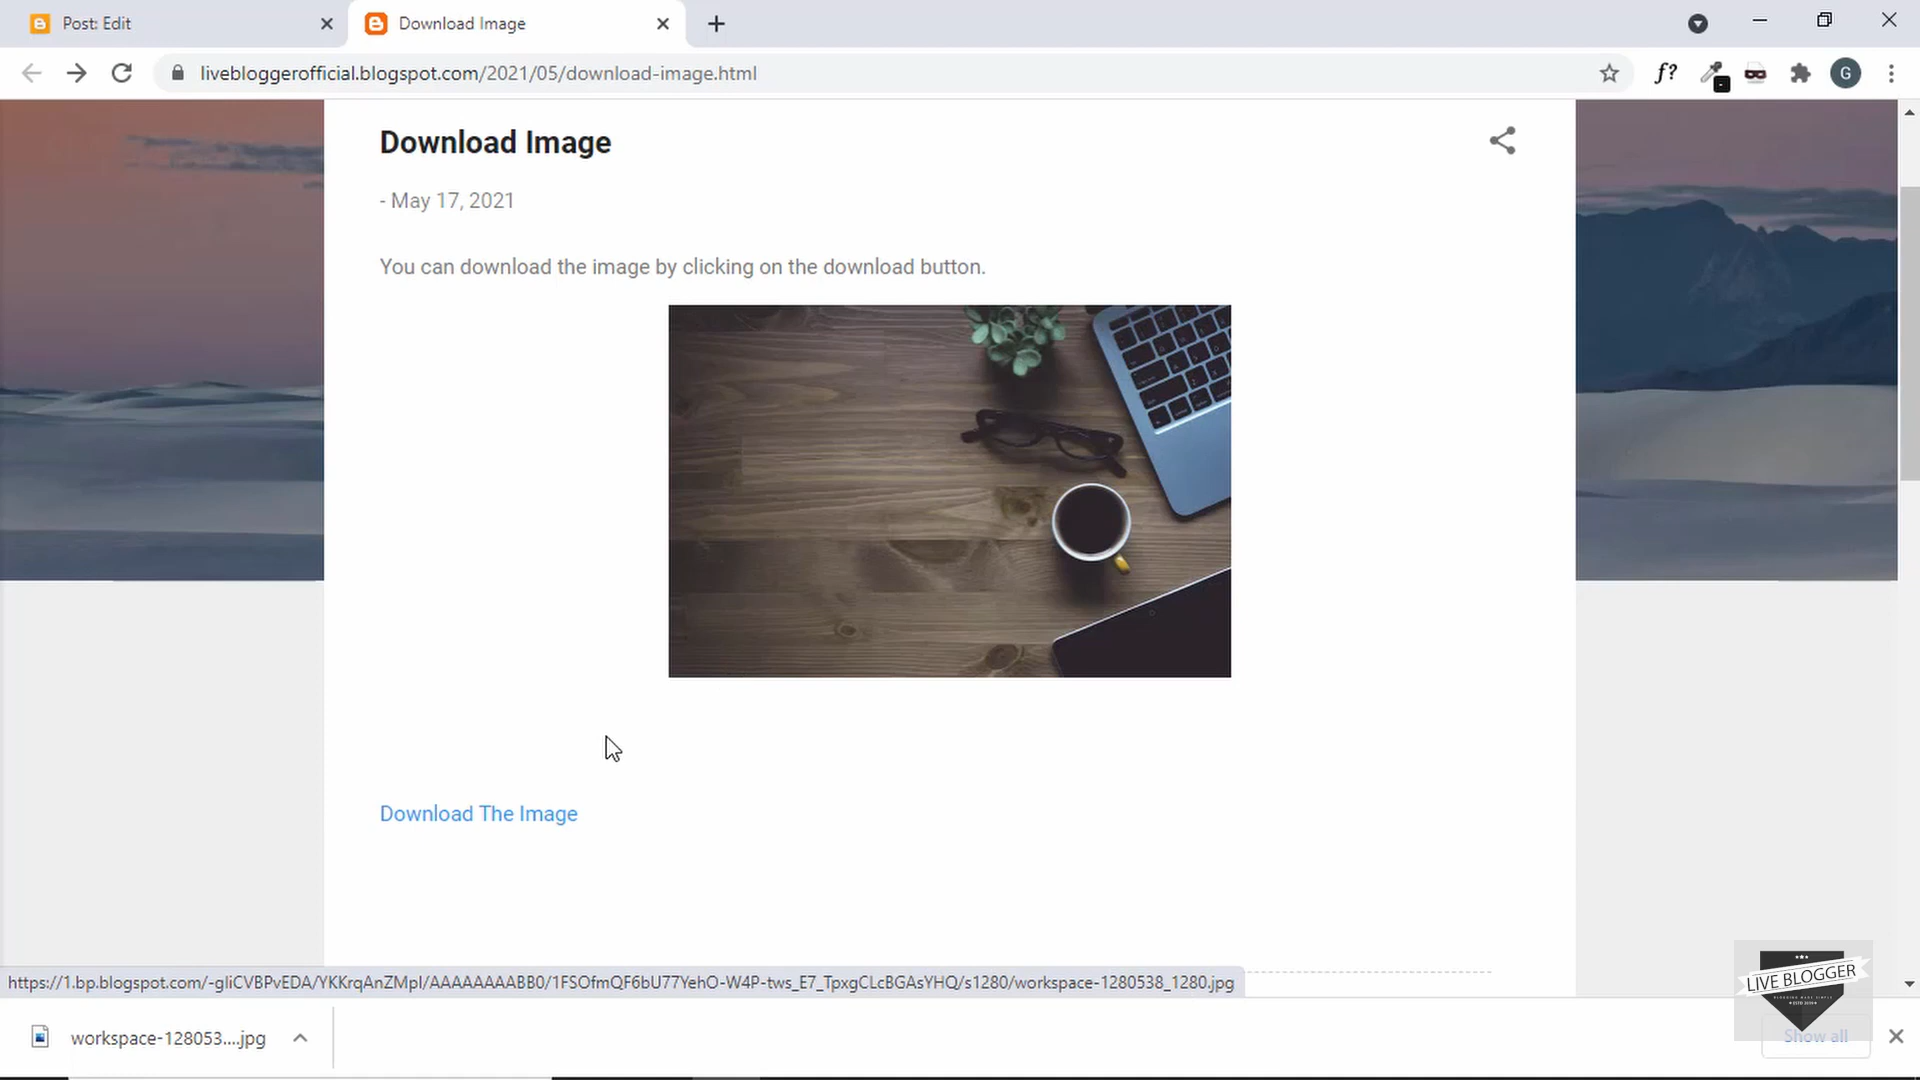 Post: Edit
Download Image
livebloggerofficial.blogspot.com/2021/05/download-image.html
f?
G
Download Image
- May 17, 2021
You can download the image by clicking on the download button.
Download The Image
https://1.bp.blogspot.com/-gliCVBPvEDA/YKKrqAnZMpI/AAAAAAAABB0/1FSOfmQF6bU77YehO-W4P-tws_E7_TpxgCLcBGAsYHQ/s1280/workspace-1280538_1280.jpg
LIVE BLOGGER
workspace-128053....jpg
Show all